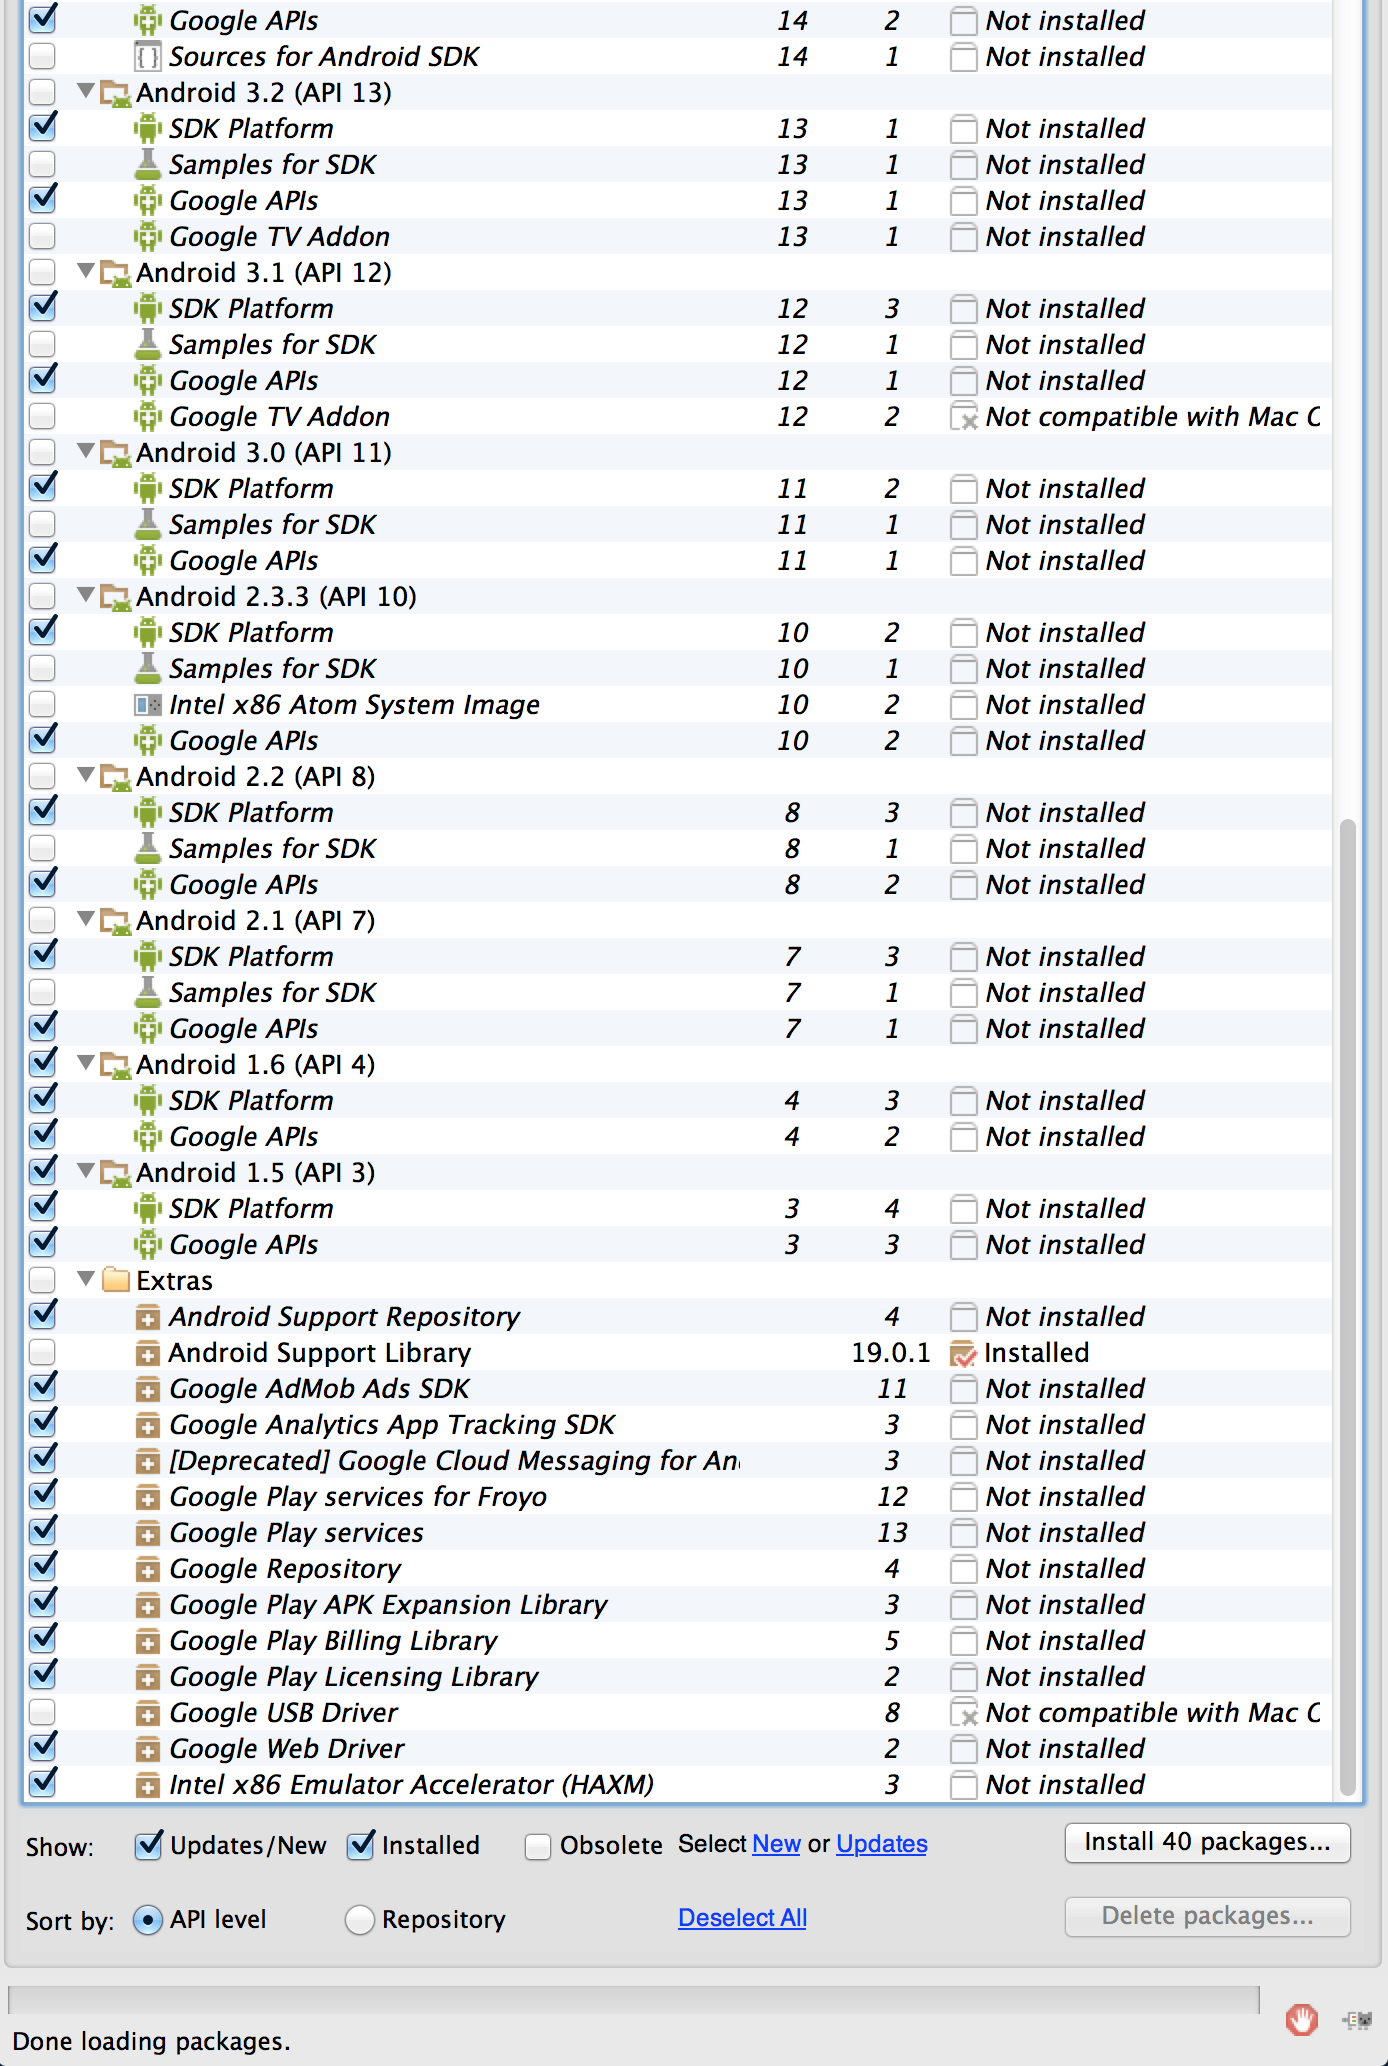 Google APIs 14 2 Not installed
Sources for Android SDK 14 1 Not installed
Android 3.2 (API 13)
SDK Platform 13 1 Not installed
Samples for SDK 13 1 Not installed
Google APIs 13 1 Not installed
Google TV Addon 13 1 Not installed
Android 3.1 (API 12)
SDK Platform 12 3 Not installed
Samples for SDK 12 1 Not installed
Google APIs 12 1 Not installed
Google TV Addon 12 2 Not compatible with Mac O
Android 3.0 (API 11)
SDK Platform 11 2 Not installed
Samples for SDK 11 1 Not installed
Google APIs 11 1 Not installed
Android 2.3.3 (API 10)
SDK Platform 10 2 Not installed
Samples for SDK 10 1 Not installed
Intel x86 Atom System Image 10 2 Not installed
Google APIs 10 2 Not installed
Android 2.2 (API 8)
SDK Platform 8 3 Not installed
Samples for SDK 8 1 Not installed
Google APIs 8 2 Not installed
Android 2.1 (API 7)
SDK Platform 7 3 Not installed
Samples for SDK 7 1 Not installed
Google APIs 7 1 Not installed
Android 1.6 (API 4)
SDK Platform 4 3 Not installed
Google APIs 4 2 Not installed
Android 1.5 (API 3)
SDK Platform 3 4 Not installed
Google APIs 3 3 Not installed
Extras
Android Support Repository 4 Not installed
Android Support Library 19.0.1 Installed
Google AdMob Ads SDK 11 Not installed
Google Analytics App Tracking SDK 3 Not installed
[Deprecated] Google Cloud Messaging for An 3 Not installed
Google Play services for Froyo 12 Not installed
Google Play services 13 Not installed
Google Repository 4 Not installed
Google Play APK Expansion Library 3 Not installed
Google Play Billing Library 5 Not installed
Google Play Licensing Library 2 Not installed
Google USB Driver 8 Not compatible with Mac O
Google Web Driver 2 Not installed
Intel x86 Emulator Accelerator (HAXM) 3 Not installed
Show: Updates/New Installed Obsolete Select New or Updates Install 40 packages...
Sort by: API level Repository Deselect All Delete packages...
Done loading packages.